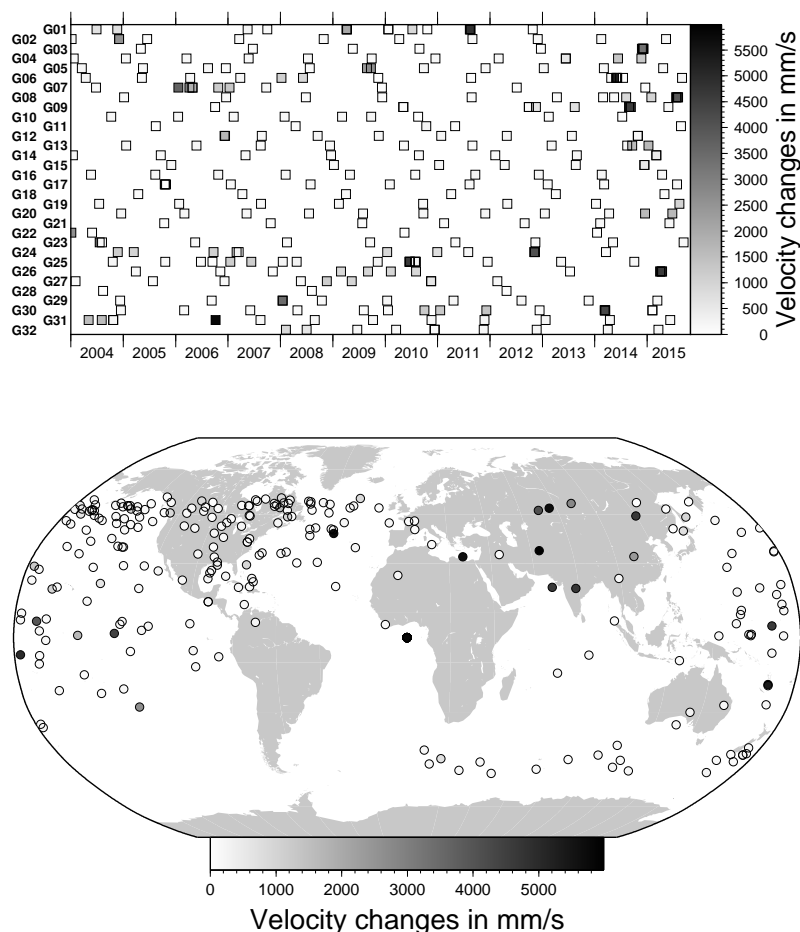 G01
G02
G03
G04
G05
G06
G07
G08
G09
G10
G11
G12
G13
G14
G15
G16
G17
G18
G19
G20
G21
G22
G23
G24
G25
G26
G27
G28
G29
G30
G31
G32
2004 2005 2006 2007 2008 2009 2010 2011 2012 2013 2014 2015
5500
5000
4500
4000
3500
3000
2500
2000
1500
1000
500
0
Velocity changes in mm/s
0 1000 2000 3000 4000 5000
Velocity changes in mm/s